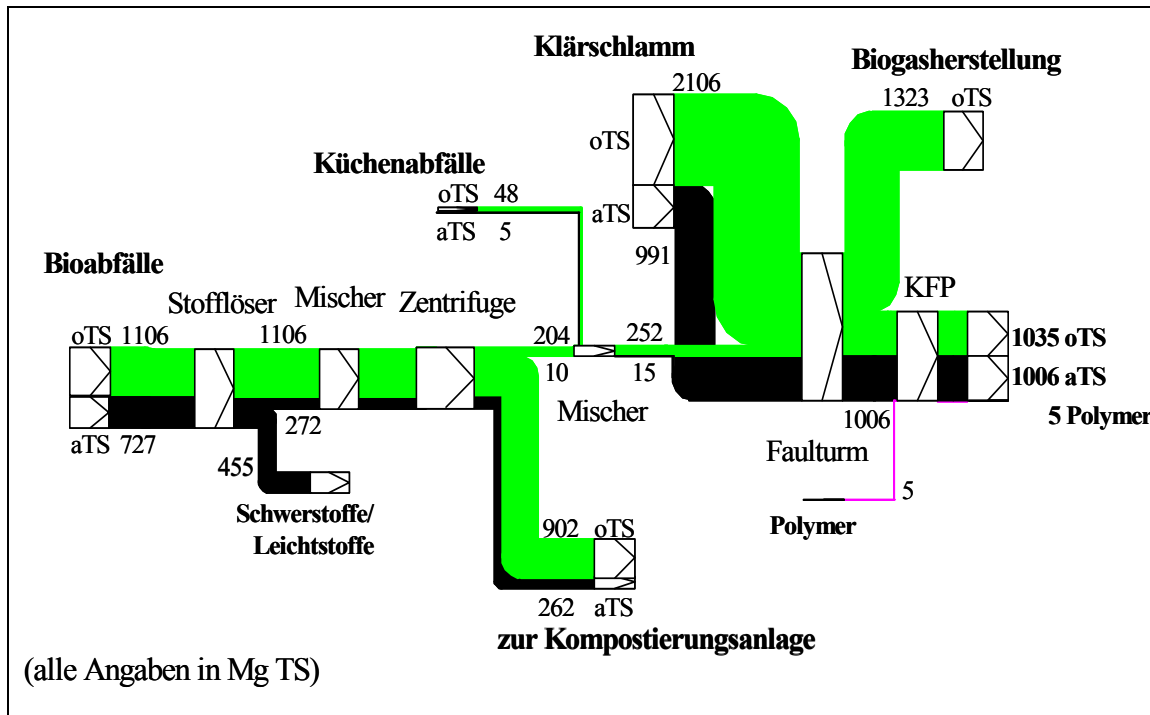 Klärschlamm
2106
Biogasherstellung
1323
oTS
oTS
aTS
991
Küchenabfälle
oTS 48
aTS 5
Bioabfälle
Stofflöser
Mischer
Zentrifuge
KFP
oTS 1106
1106
204
252
10
15
Mischer
1035 oTS
1006 aTS
5 Polymer
aTS 727
272
455
1006
Faulturm
5
Polymer
Schwerstoffe/
Leichtstoffe
902 oTS
262 aTS
zur Kompostierungsanlage
(alle Angaben in Mg TS)